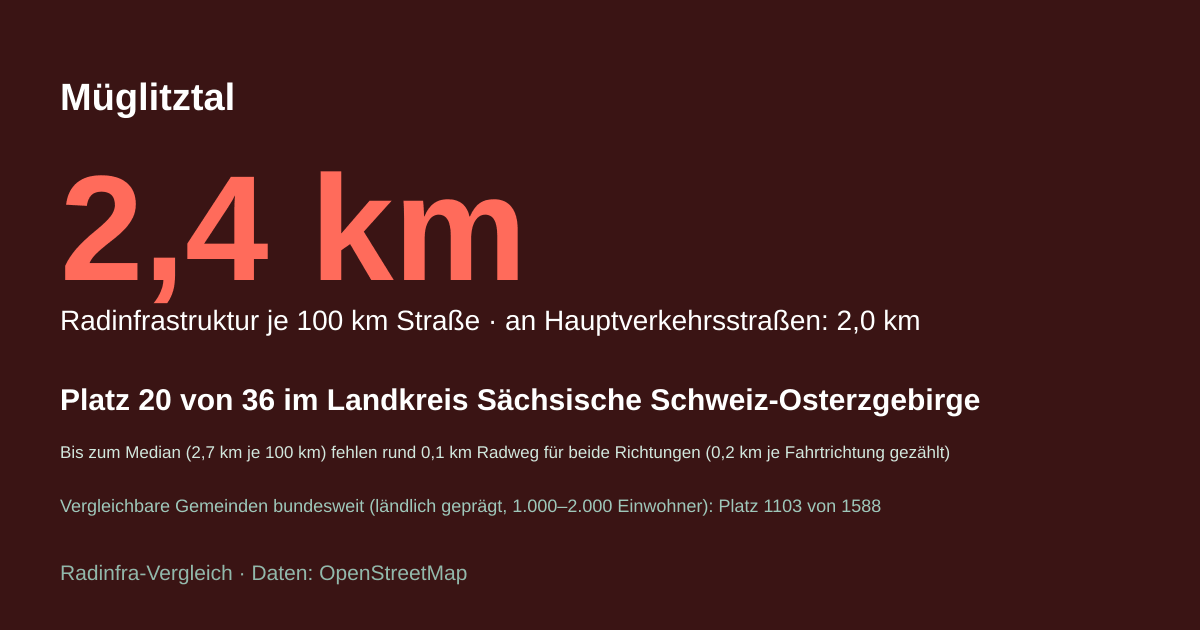 Müglitztal
2,4 km
Radinfrastruktur je 100 km Straße · an Hauptverkehrsstraßen: 2,0 km
Platz 20 von 36 im Landkreis Sächsische Schweiz-Osterzgebirge
Bis zum Median (2,7 km je 100 km) fehlen rund 0,1 km Radweg für beide Richtungen (0,2 km je Fahrtrichtung gezählt)
Vergleichbare Gemeinden bundesweit (ländlich geprägt, 1.000–2.000 Einwohner): Platz 1103 von 1588
Radinfra-Vergleich · Daten: OpenStreetMap